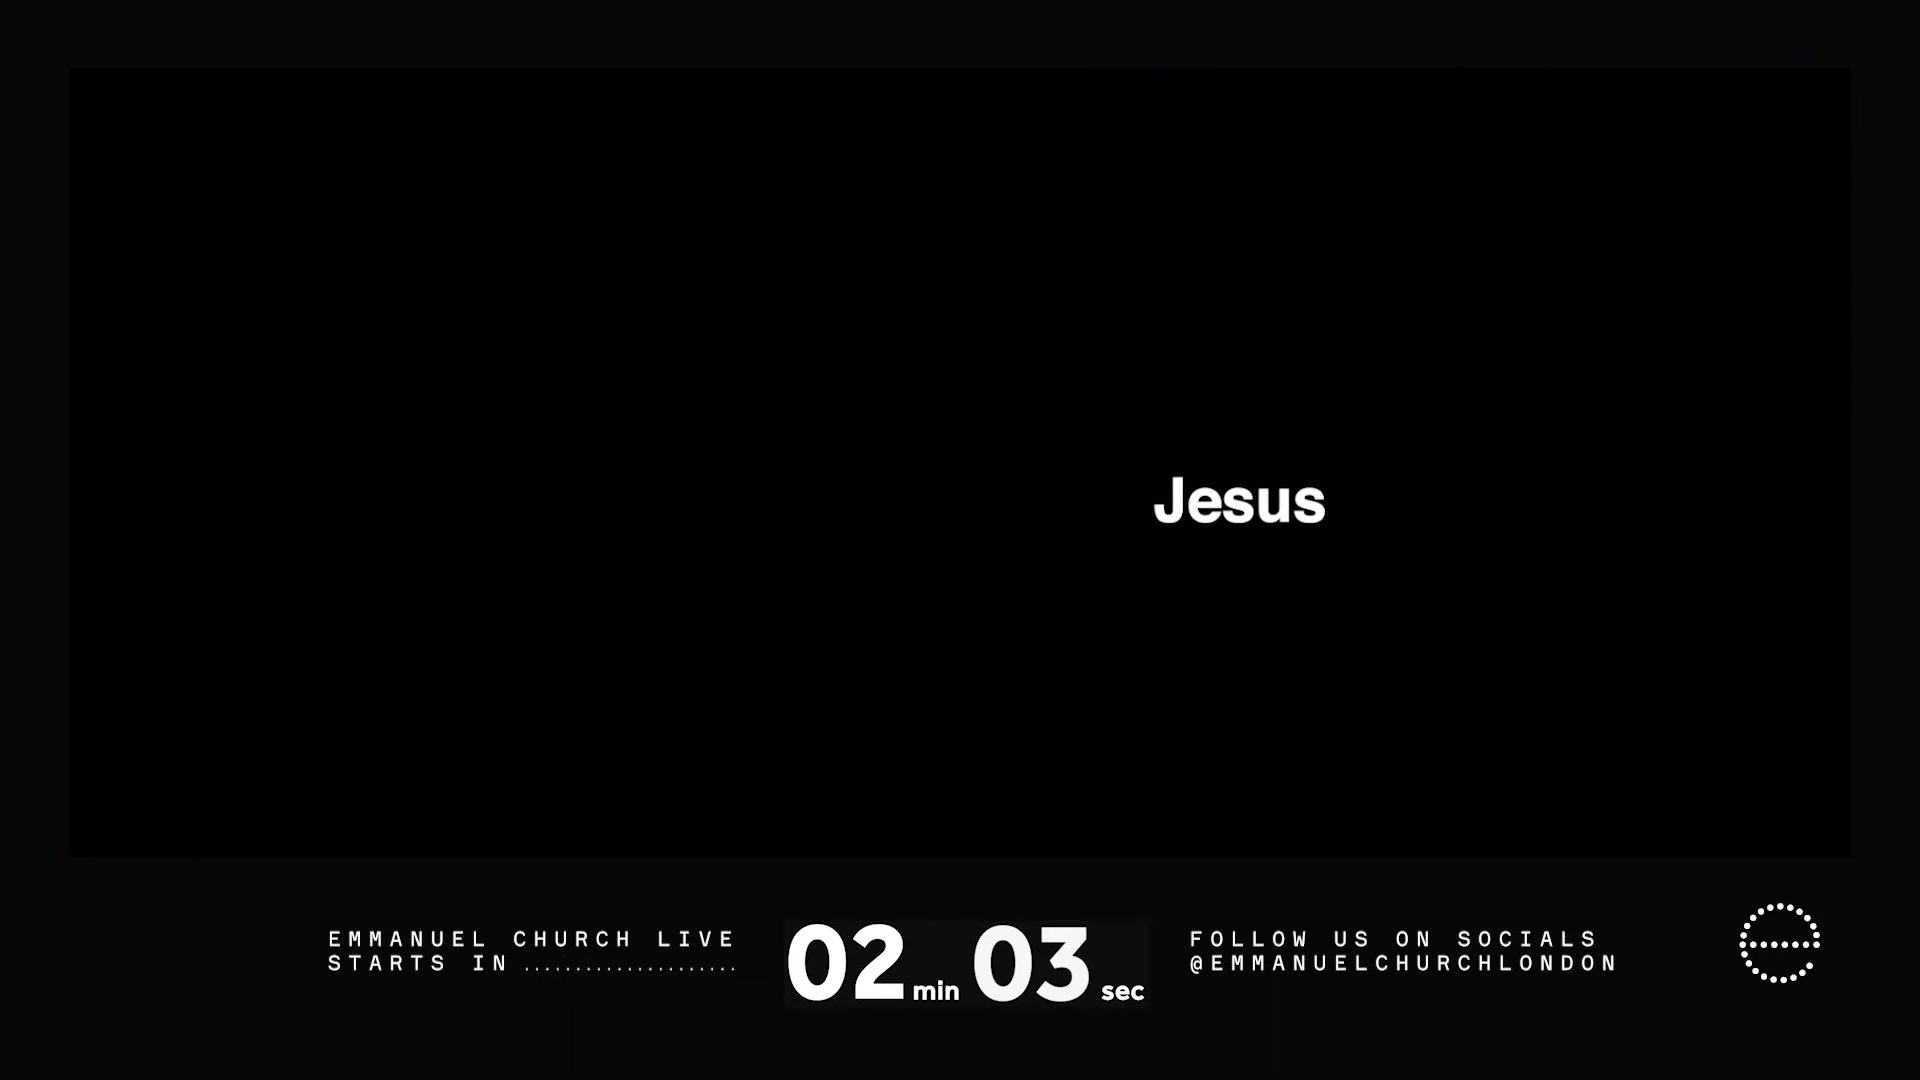 Jesus
EMMANUEL CHURCH LIVE
STARTS IN .....................
02 min 03 sec
FOLLOW US ON SOCIALS
@EMMANUELCHURCHLONDON